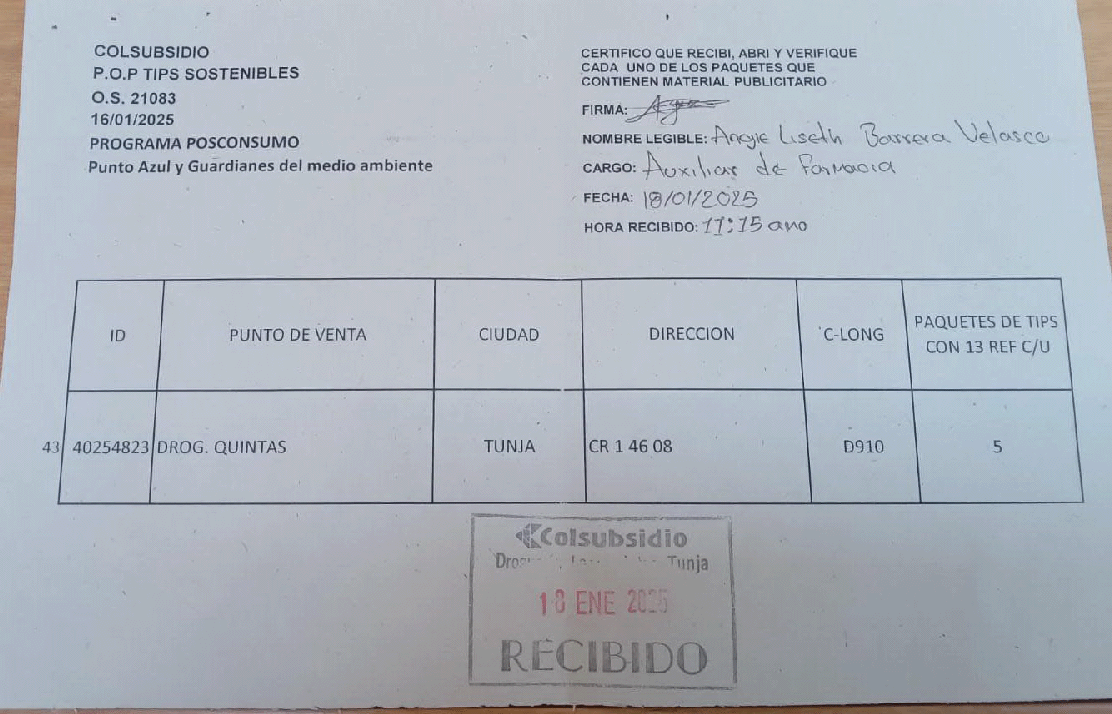 COLSUBSIDIO
P.O.P TIPS SOSTENIBLES
O.S. 21083
16/01/2025
PROGRAMA POSCONSUMO
Punto Azul y Guardianes del medio ambiente
CERTIFICO QUE RECIBI, ABRI Y VERIFIQUE
CADA UNO DE LOS PAQUETES QUE
CONTIENEN MATERIAL PUBLICITARIO
FIRMA:
NOMBRE LEGIBLE: Angie Liseth Barrera Velasco
CARGO: Auxiliar de Farmacia
FECHA: 18/01/2025
HORA RECIBIDO: 11:15
ID PUNTO DE VENTA CIUDAD DIRECCION C-LONG PAQUETES DE TIPS
CON 13 REF C/U
43 40254823 DROG. QUINTAS TUNJA CR 1 46 08 D910 5
Colsubsidio
Tunja
18 ENE 2025
RECIBIDO